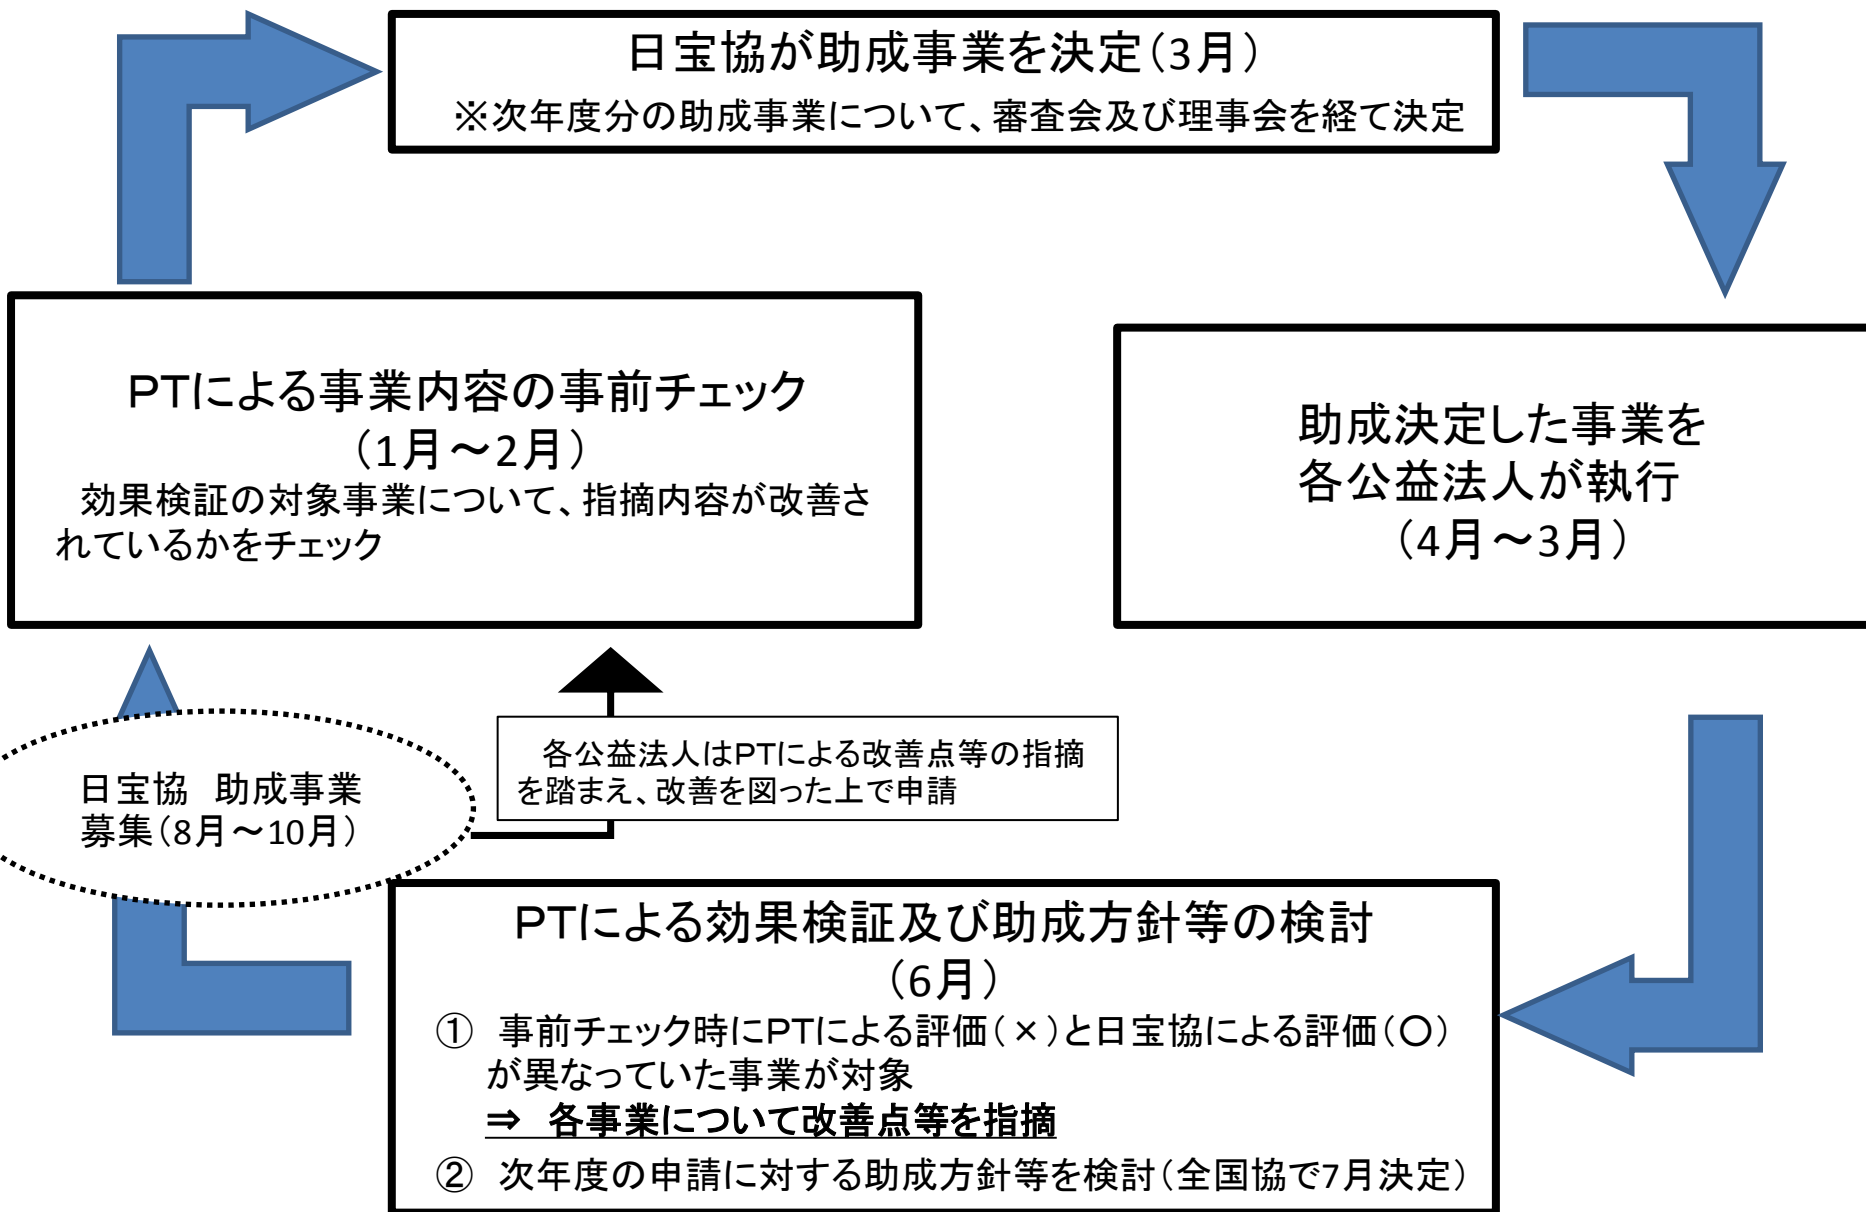 日宝協が助成事業を決定(3月)
※次年度分の助成事業について、審査会及び理事会を経て決定
PTによる事業内容の事前チェック
(1月～2月)
効果検証の対象事業について、指摘内容が改善さ
れているかをチェック
助成決定した事業を
各公益法人が執行
(4月～3月)
各公益法人はPTによる改善点等の指摘
を踏まえ、改善を図った上で申請
日宝協　助成事業
募集(8月～10月)
PTによる効果検証及び助成方針等の検討
(6月)
①　事前チェック時にPTによる評価(×)と日宝協による評価(○)
が異なっていた事業が対象
⇒　各事業について改善点等を指摘
②　次年度の申請に対する助成方針等を検討(全国協で7月決定)